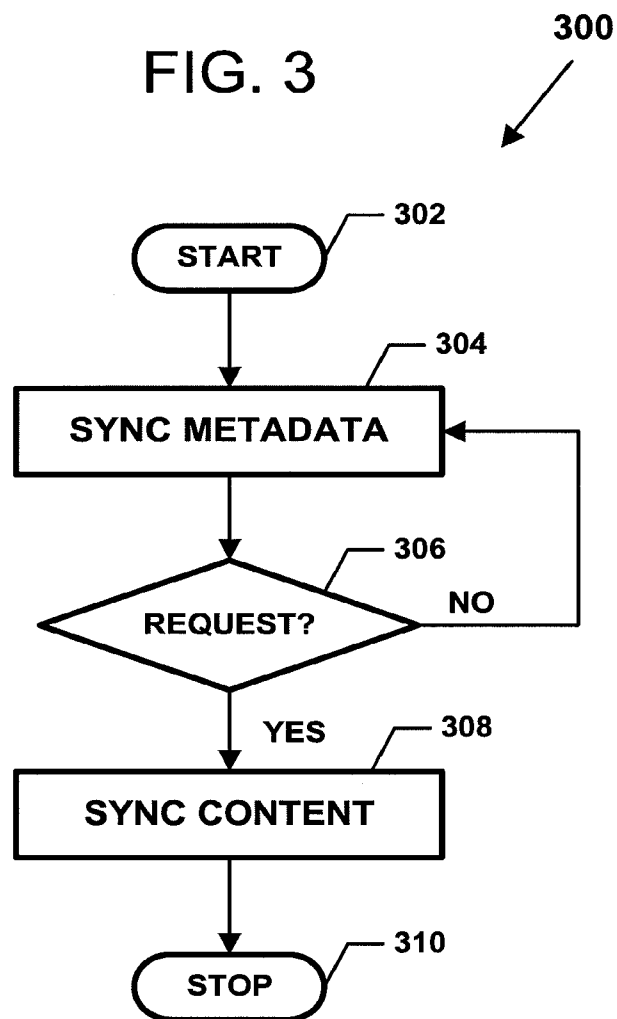 300
FIG. 3
302
START
304
SYNC METADATA
306
REQUEST?
NO
YES
308
SYNC CONTENT
310
STOP